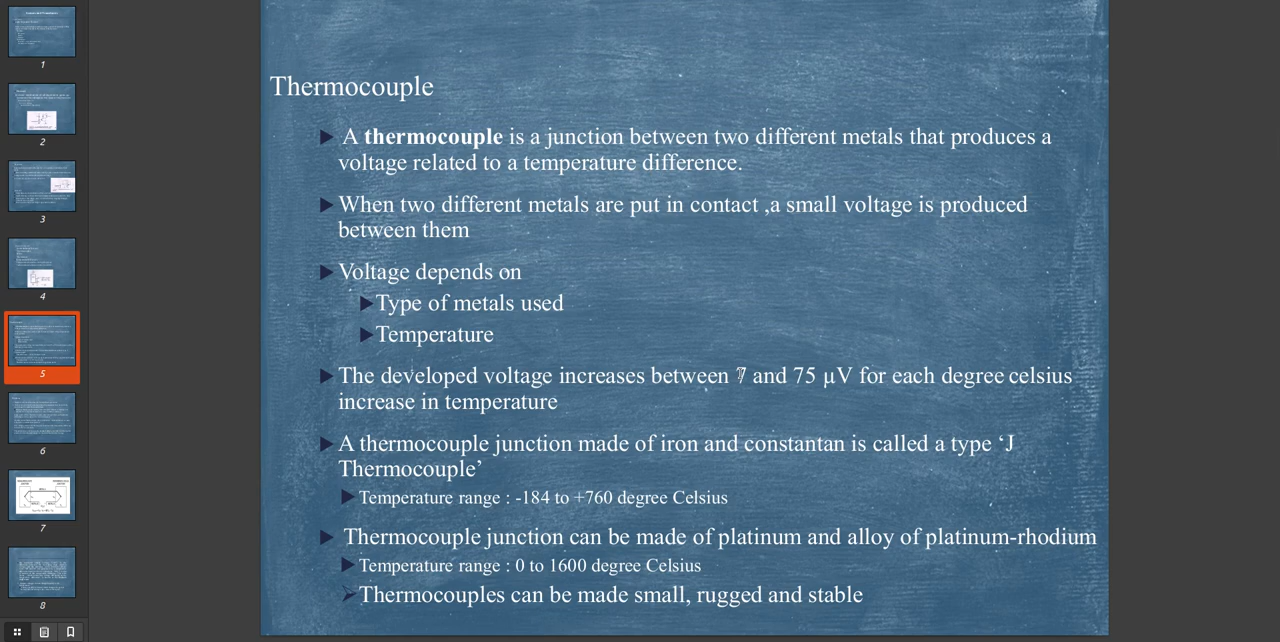 Thermocouple
A thermocouple is a junction between two different metals that produces a
voltage related to a temperature difference.
When two different metals are put in contact ,a small voltage is produced
between them
Voltage depends on
Type of metals used
Temperature
The developed voltage increases between 7 and 75 µV for each degree celsius
increase in temperature
A thermocouple junction made of iron and constantan is called a type ‘J
Thermocouple’
Temperature range : -184 to +760 degree Celsius
Thermocouple junction can be made of platinum and alloy of platinum-rhodium
Temperature range : 0 to 1600 degree Celsius
Thermocouples can be made small, rugged and stable
1
2
3
4
5
6
7
8